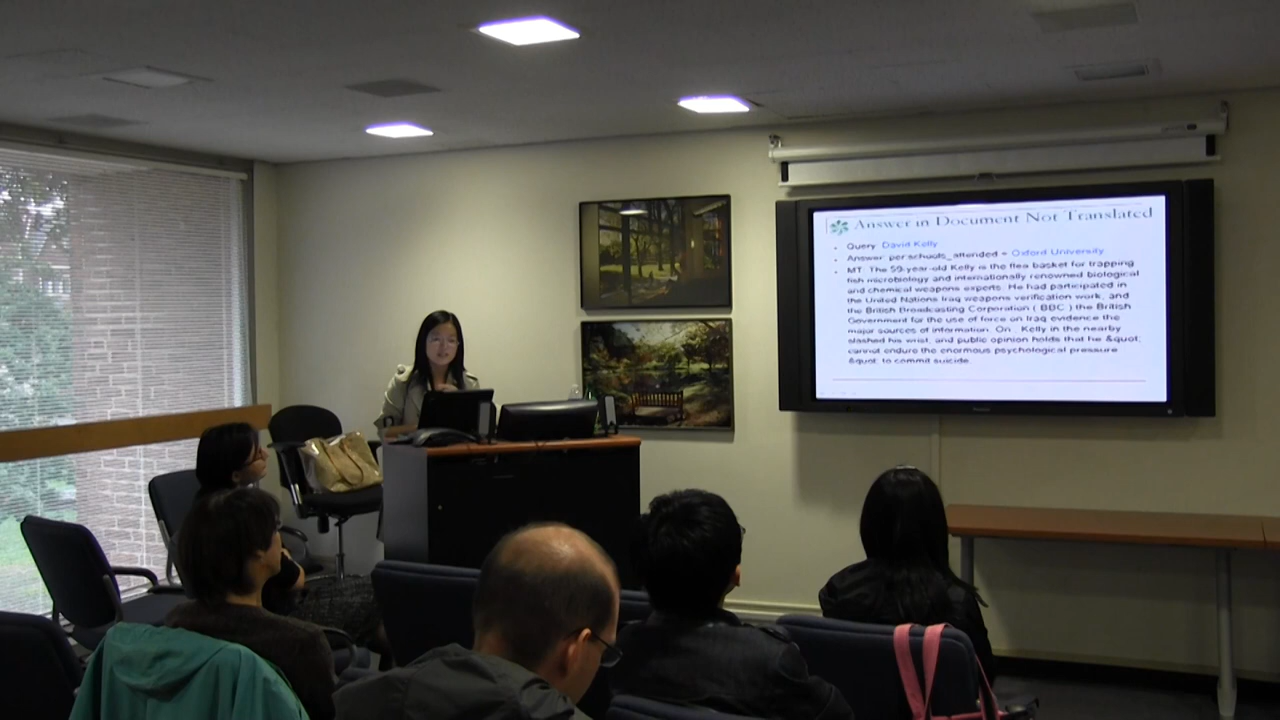 Answer in Document Not Translated
Query: David Kelly
Answer: per:schools_attended = Oxford University
MT: The 59-year-old Kelly is the flea basket for trapping
fish microbiology and internationally renowned biological
and chemical weapons experts. He had participated in
the United Nations Iraq weapons verification work, and
the British Broadcasting Corporation ( BBC ) the British
Government for the use of force on Iraq evidence the
major sources of information. On , Kelly in the nearby
slashed his wrist, and public opinion holds that he &quot;
cannot endure the enormous psychological pressure
&quot; to commit suicide.